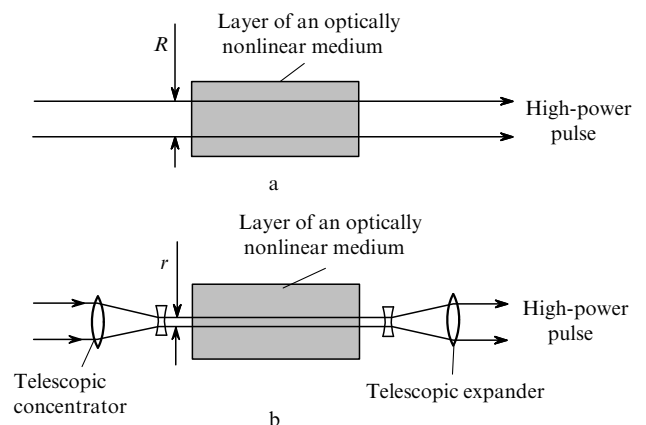 Layer of an optically
nonlinear medium
R
High-power
pulse
a
Layer of an optically
nonlinear medium
r
High-power
pulse
Telescopic
concentrator
Telescopic expander
b